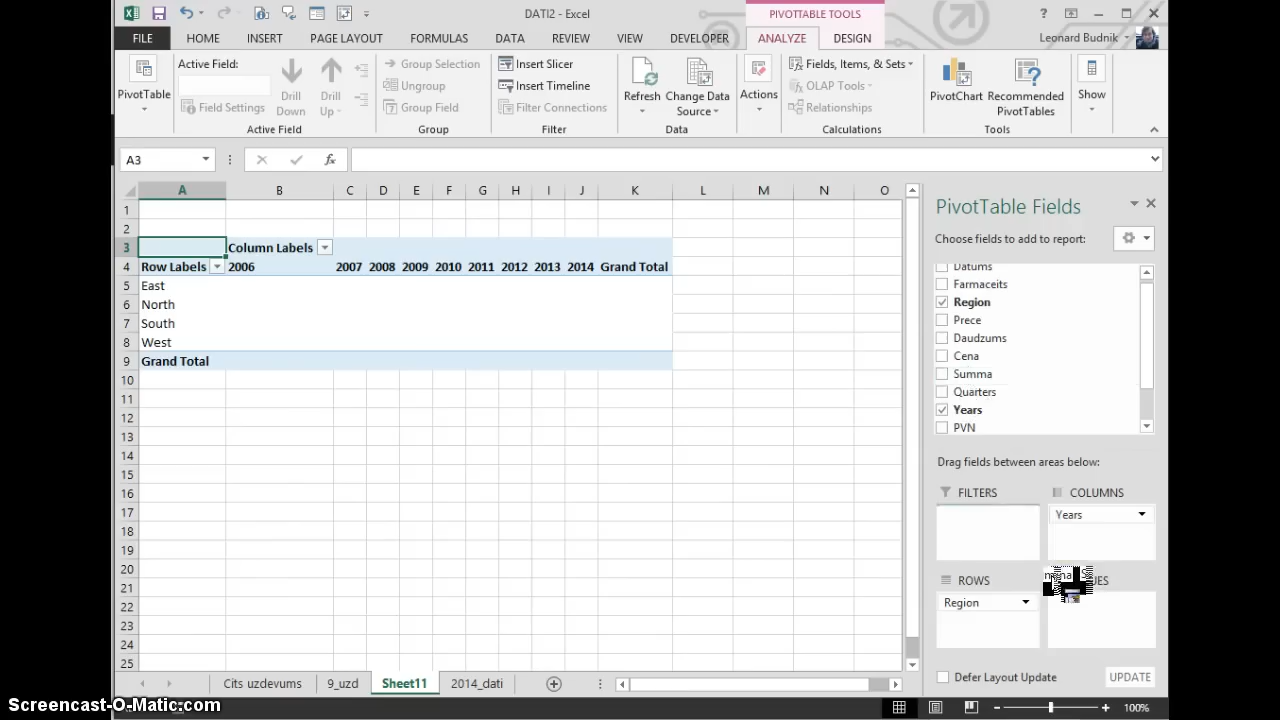 DATI2 - Excel
PIVOTTABLE TOOLS
?
FILE HOME INSERT PAGE LAYOUT FORMULAS DATA REVIEW VIEW DEVELOPER ANALYZE DESIGN Leonard Budnik
PivotTable
Active Field:
Field Settings
Drill Down
Drill Up
Active Field
Group Selection
Ungroup
Group Field
Group
Insert Slicer
Insert Timeline
Filter Connections
Filter
Refresh
Change Data Source
Data
Actions
Fields, Items, & Sets
OLAP Tools
Relationships
Calculations
PivotChart
Recommended PivotTables
Tools
Show
A3
fx
A B C D E F G H I J K L M N O
1
2
3 Column Labels
4 Row Labels 2006 2007 2008 2009 2010 2011 2012 2013 2014 Grand Total
5 East
6 North
7 South
8 West
9 Grand Total
10
11
12
13
14
15
16
17
18
19
20
21
22
23
24
25
PivotTable Fields
Choose fields to add to report:
Datums
Farmaceits
Region
Prece
Daudzums
Cena
Summa
Quarters
Years
PVN
Drag fields between areas below:
FILTERS COLUMNS
Years
ROWS
Region
Defer Layout Update UPDATE
Cits uzdevums 9_uzd Sheet11 2014_dati
100%
Screencast-O-Matic.com